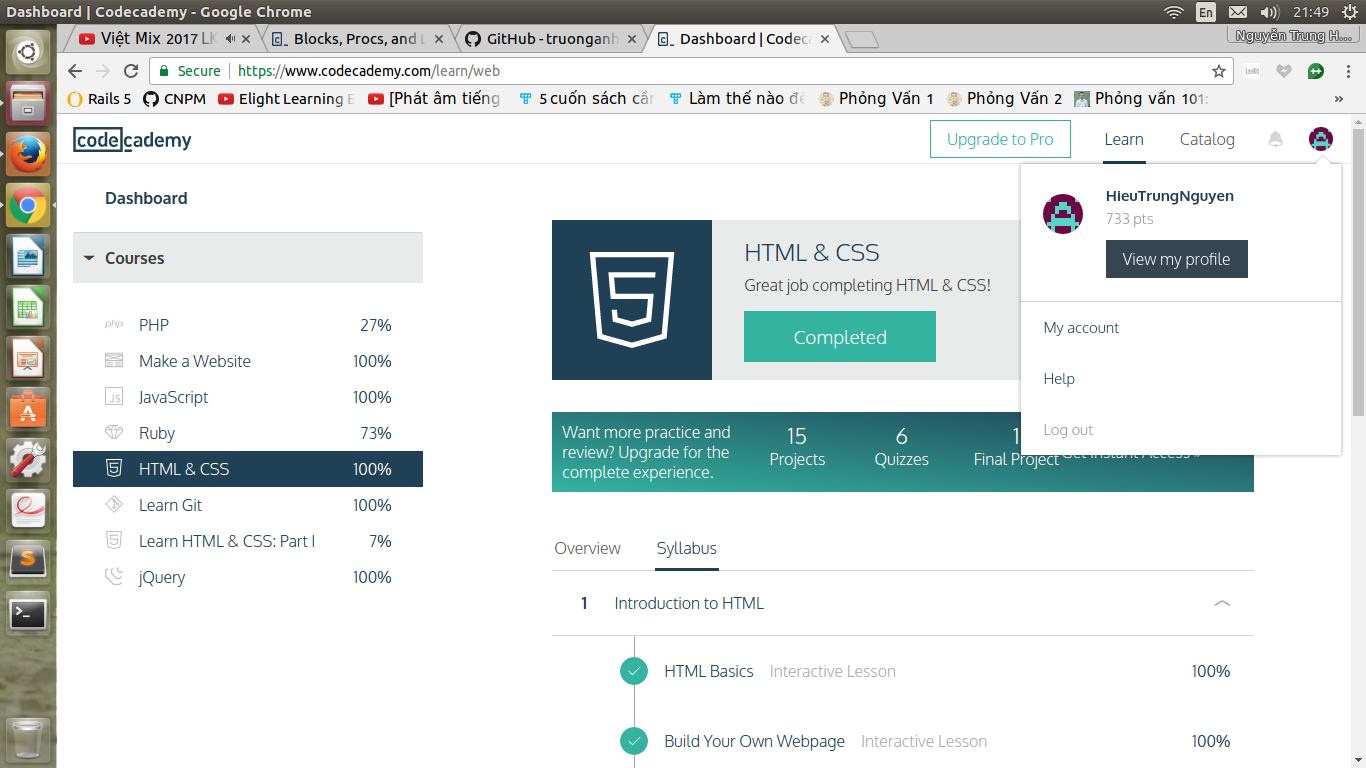 Dashboard | Codecademy - Google Chrome
En
21:49
Việt Mix 2017 LK
Blocks, Procs, and L
GitHub - truonganh
Dashboard | Codec
Nguyễn Trung H...
Secure
https://www.codecademy.com/learn/web
Rails 5
CNPM
Elight Learning E
[Phát âm tiếng
5 cuốn sách cần
Làm thế nào để
Phỏng Vấn 1
Phỏng Vấn 2
Phỏng vấn 101:
»
codecademy
Upgrade to Pro
Learn
Catalog
Dashboard
Courses
php PHP 27%
Make a Website 100%
JS JavaScript 100%
Ruby 73%
HTML & CSS 100%
Learn Git 100%
Learn HTML & CSS: Part I 7%
jQuery 100%
HTML & CSS
Great job completing HTML & CSS!
Completed
HieuTrungNguyen
733 pts
View my profile
My account
Help
Log out
Want more practice and
review? Upgrade for the
complete experience.
15
Projects
6
Quizzes
1
Final Project
Get Instant Access »
Overview
Syllabus
1 Introduction to HTML
HTML Basics Interactive Lesson 100%
Build Your Own Webpage Interactive Lesson 100%